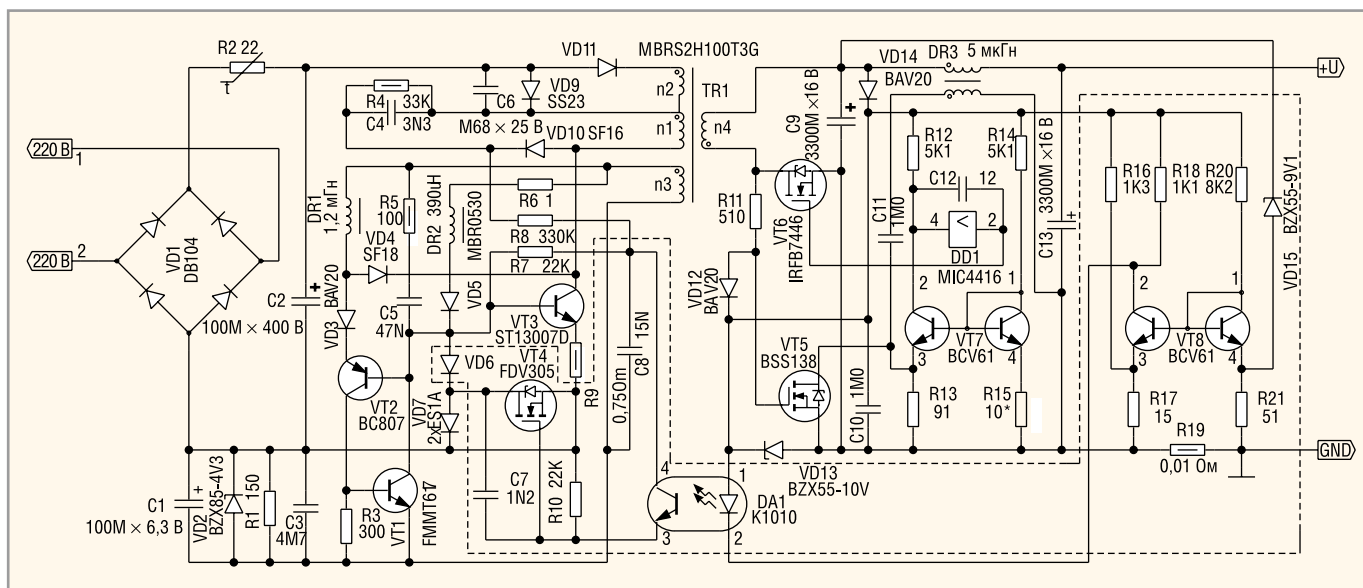 R2 22
t
VD11
MBRS2H100T3G
VD14
BAV20
DR3 5 мкГн
+U
n2
R4
33K
C4
3N3
C6
M68 × 25 В
VD9
SS23
TR1
n1
n4
C9
3300M ×16 В
R12
5K1
R14
5K1
3300M ×16 В
220 В
1
VD10 SF16
n3
R16
1K3
R18
1K1
R20
8K2
BZX55-9V1
C12
12
DR1
1,2 мГн
R5
100
DR2 390uH
MBR0530
R6 1
R8 330K
R7 22K
R11
510
VT6
IRFB7446
C11
1M0
4
<
2
C13
DD1
MIC4416
220 В
2
VD1
DB104
VD4
SF18
VD15
C2
100M × 400 В
BAV20
VD3
C5
47N
VD5
VT3
ST13007D
VD12
BAV20
2
1
2
1
VT2
BC807
VD6
VT4
FDV305
R9
0,75Om
C8 15N
VT5
BSS138
VT7
BCV61
3
4
VT8
BCV61
3
4
VD7
2xES1A
C10 1M0
R13
91
R15
10*
R17
15
R21
51
R19
0,01 Ом
GND
C1
100M × 6,3 В
VD2
BZX85-4V3
R1 150
C3
4M7
R3
300
VT1
FMMT617
C7
1N2
R10 22K
4
3
1
2
DA1
K1010
VD13
BZX55-10V